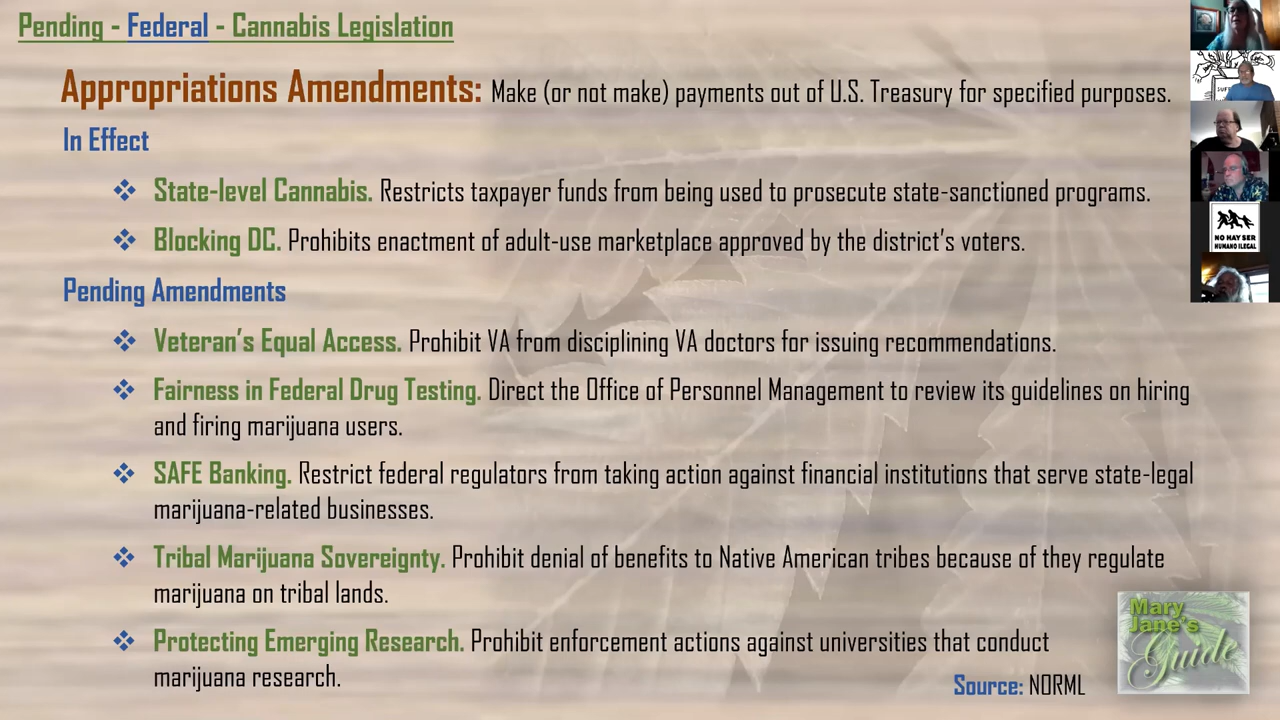 Pending - Federal - Cannabis Legislation
Appropriations Amendments: Make (or not make) payments out of U.S. Treasury for specified purposes.
In Effect
❖ State-level Cannabis. Restricts taxpayer funds from being used to prosecute state-sanctioned programs.
❖ Blocking DC. Prohibits enactment of adult-use marketplace approved by the district's voters.
Pending Amendments
❖ Veteran's Equal Access. Prohibit VA from disciplining VA doctors for issuing recommendations.
❖ Fairness in Federal Drug Testing. Direct the Office of Personnel Management to review its guidelines on hiring
and firing marijuana users.
❖ SAFE Banking. Restrict federal regulators from taking action against financial institutions that serve state-legal
marijuana-related businesses.
❖ Tribal Marijuana Sovereignty. Prohibit denial of benefits to Native American tribes because of they regulate
marijuana on tribal lands.
❖ Protecting Emerging Research. Prohibit enforcement actions against universities that conduct
marijuana research.
Source: NORML
Mary
Jane's
Guide
NO HAY SER
HUMANO ILEGAL